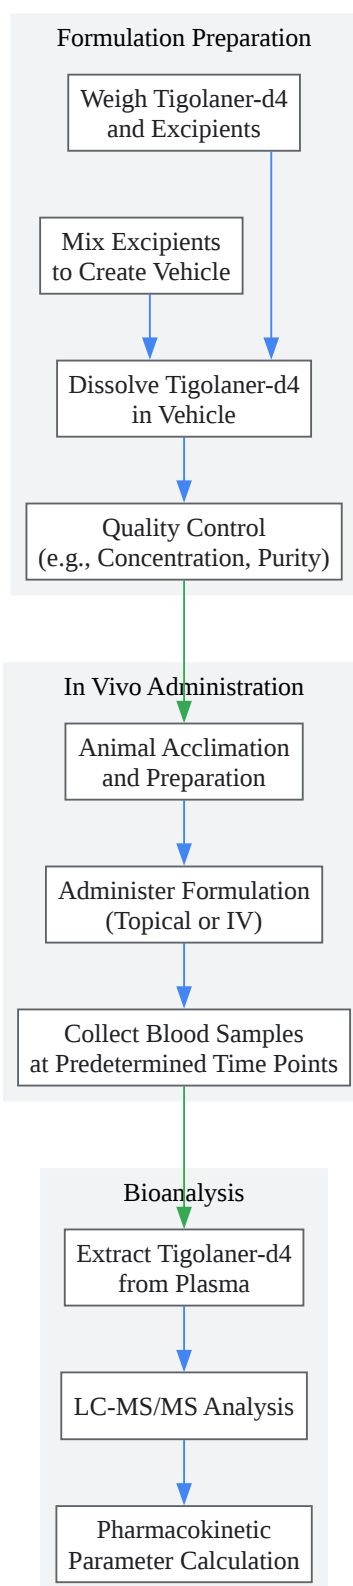 Formulation Preparation
Weigh Tigolaner-d4
and Excipients
Mix Excipients
to Create Vehicle
Dissolve Tigolaner-d4
in Vehicle
Quality Control
(e.g., Concentration, Purity)
In Vivo Administration
Animal Acclimation
and Preparation
Administer Formulation
(Topical or IV)
Collect Blood Samples
at Predetermined Time Points
Bioanalysis
Extract Tigolaner-d4
from Plasma
LC-MS/MS Analysis
Pharmacokinetic
Parameter Calculation